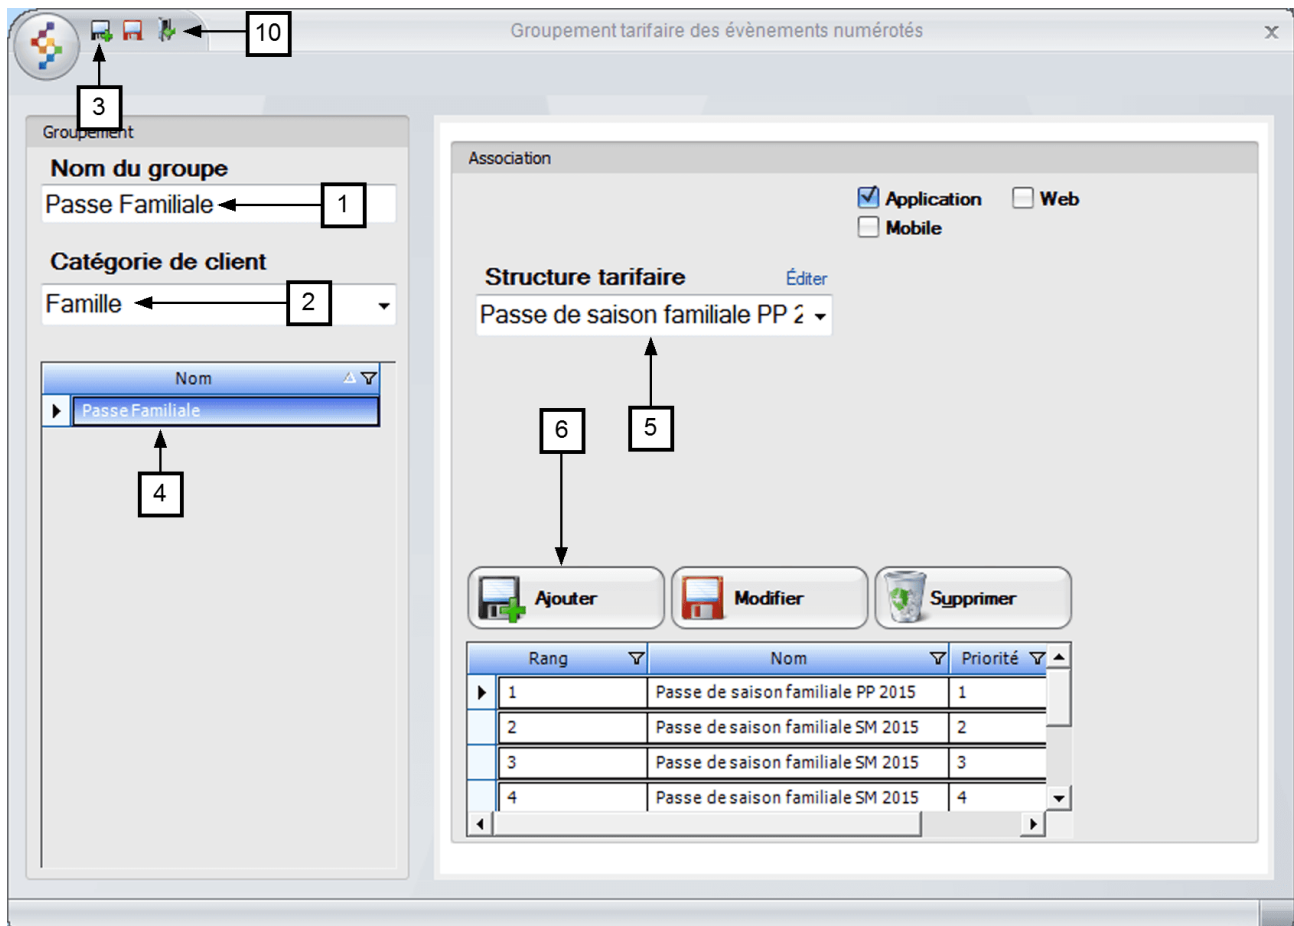 Groupement tarifaire des évènements numérotés
10
3
Groupement
Nom du groupe
Passe Familiale
1
Catégorie de client
Famille
2
Nom
Passe Familiale
4
Association
Application
Web
Mobile
Structure tarifaire
Éditer
Passe de saison familiale PP 2
5
6
Ajouter
Modifier
Supprimer
Rang Nom Priorité
1 Passe de saison familiale PP 2015 1
2 Passe de saison familiale SM 2015 2
3 Passe de saison familiale SM 2015 3
4 Passe de saison familiale SM 2015 4